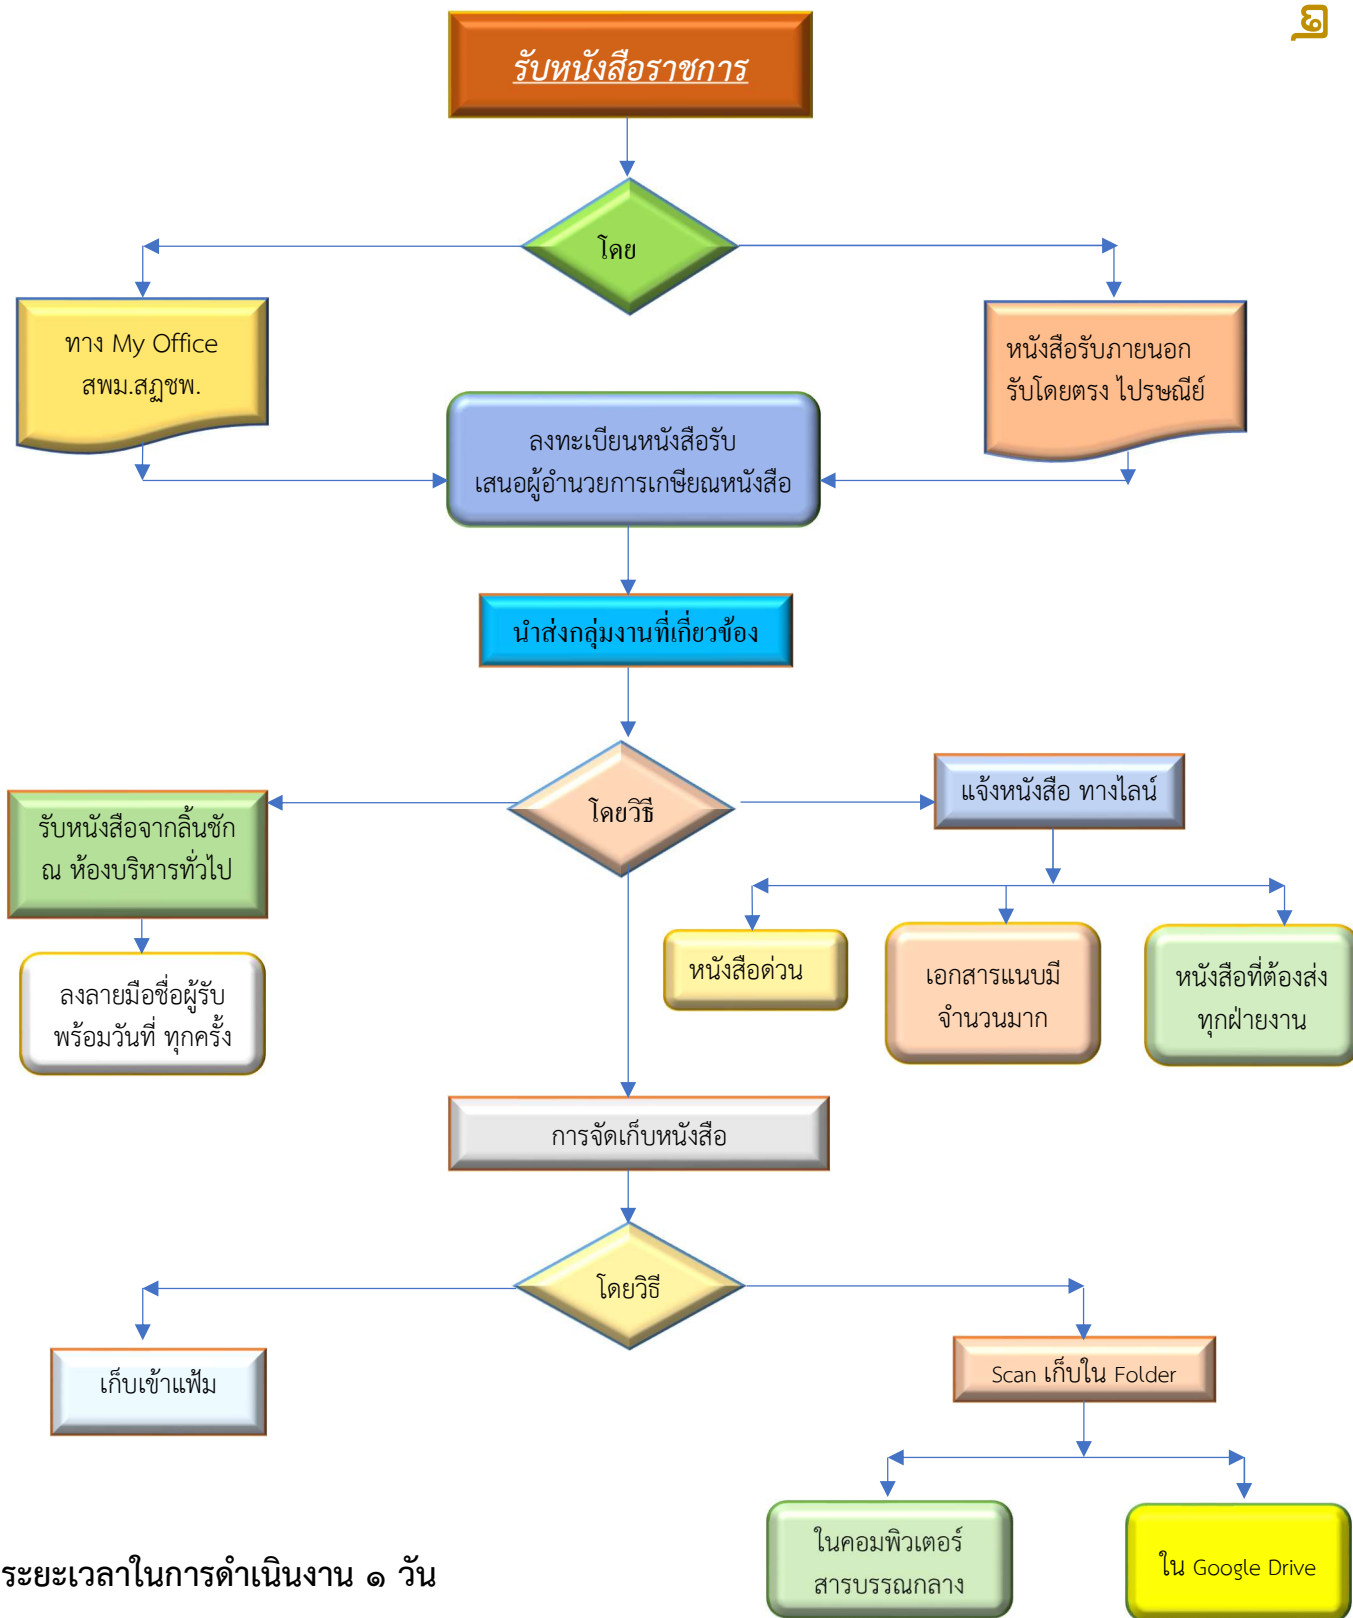 ๒
รับหนังสือราชการ
โดย
ทาง My Office
สพม.สฎชพ.
หนังสือรับภายนอก
รับโดยตรง ไปรษณีย์
ลงทะเบียนหนังสือรับ
เสนอผู้อำนวยการเกษียณหนังสือ
นำส่งกลุ่มงานที่เกี่ยวข้อง
โดยวิธี
แจ้งหนังสือ ทางไลน์
รับหนังสือจากลิ้นชัก
ณ ห้องบริหารทั่วไป
ลงลายมือชื่อผู้รับ
พร้อมวันที่ ทุกครั้ง
หนังสือด่วน
เอกสารแนบมี
จำนวนมาก
หนังสือที่ต้องส่ง
ทุกฝ่ายงาน
การจัดเก็บหนังสือ
โดยวิธี
เก็บเข้าแฟ้ม
Scan เก็บใน Folder
ในคอมพิวเตอร์
สารบรรณกลาง
ใน Google Drive
ระยะเวลาในการดำเนินงาน ๑ วัน